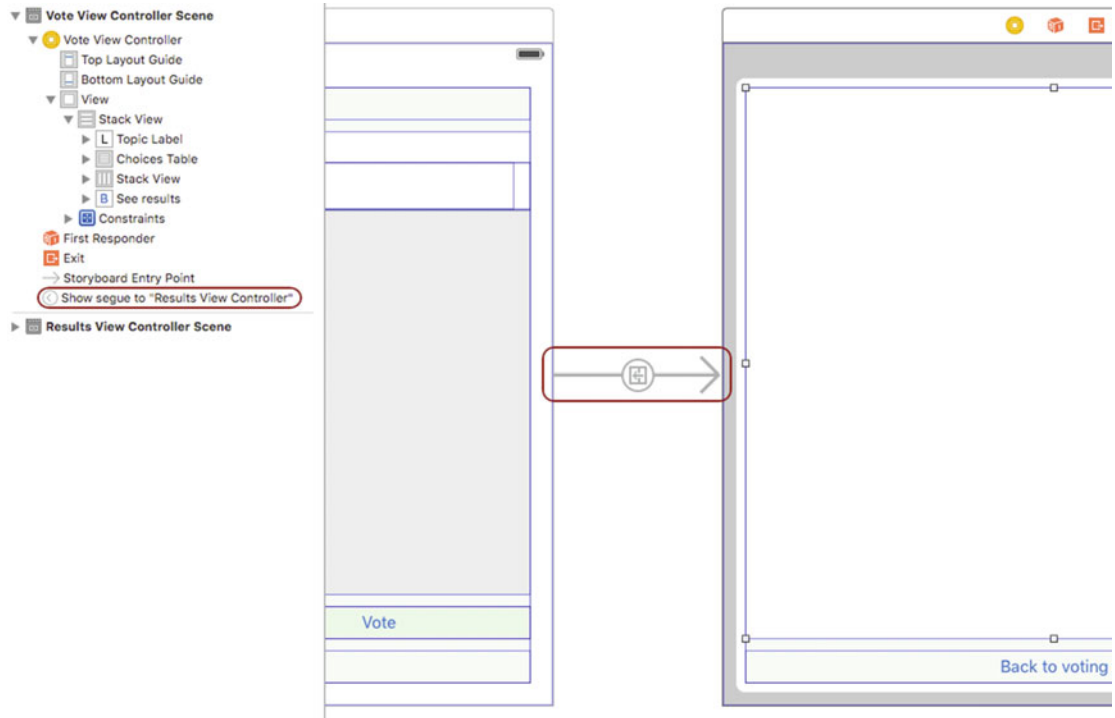 Vote View Controller Scene
Vote View Controller
Top Layout Guide
Bottom Layout Guide
View
Stack View
L Topic Label
Choices Table
Stack View
B See results
Constraints
First Responder
Exit
Storyboard Entry Point
Show segue to "Results View Controller"
Results View Controller Scene
Vote
Back to voting